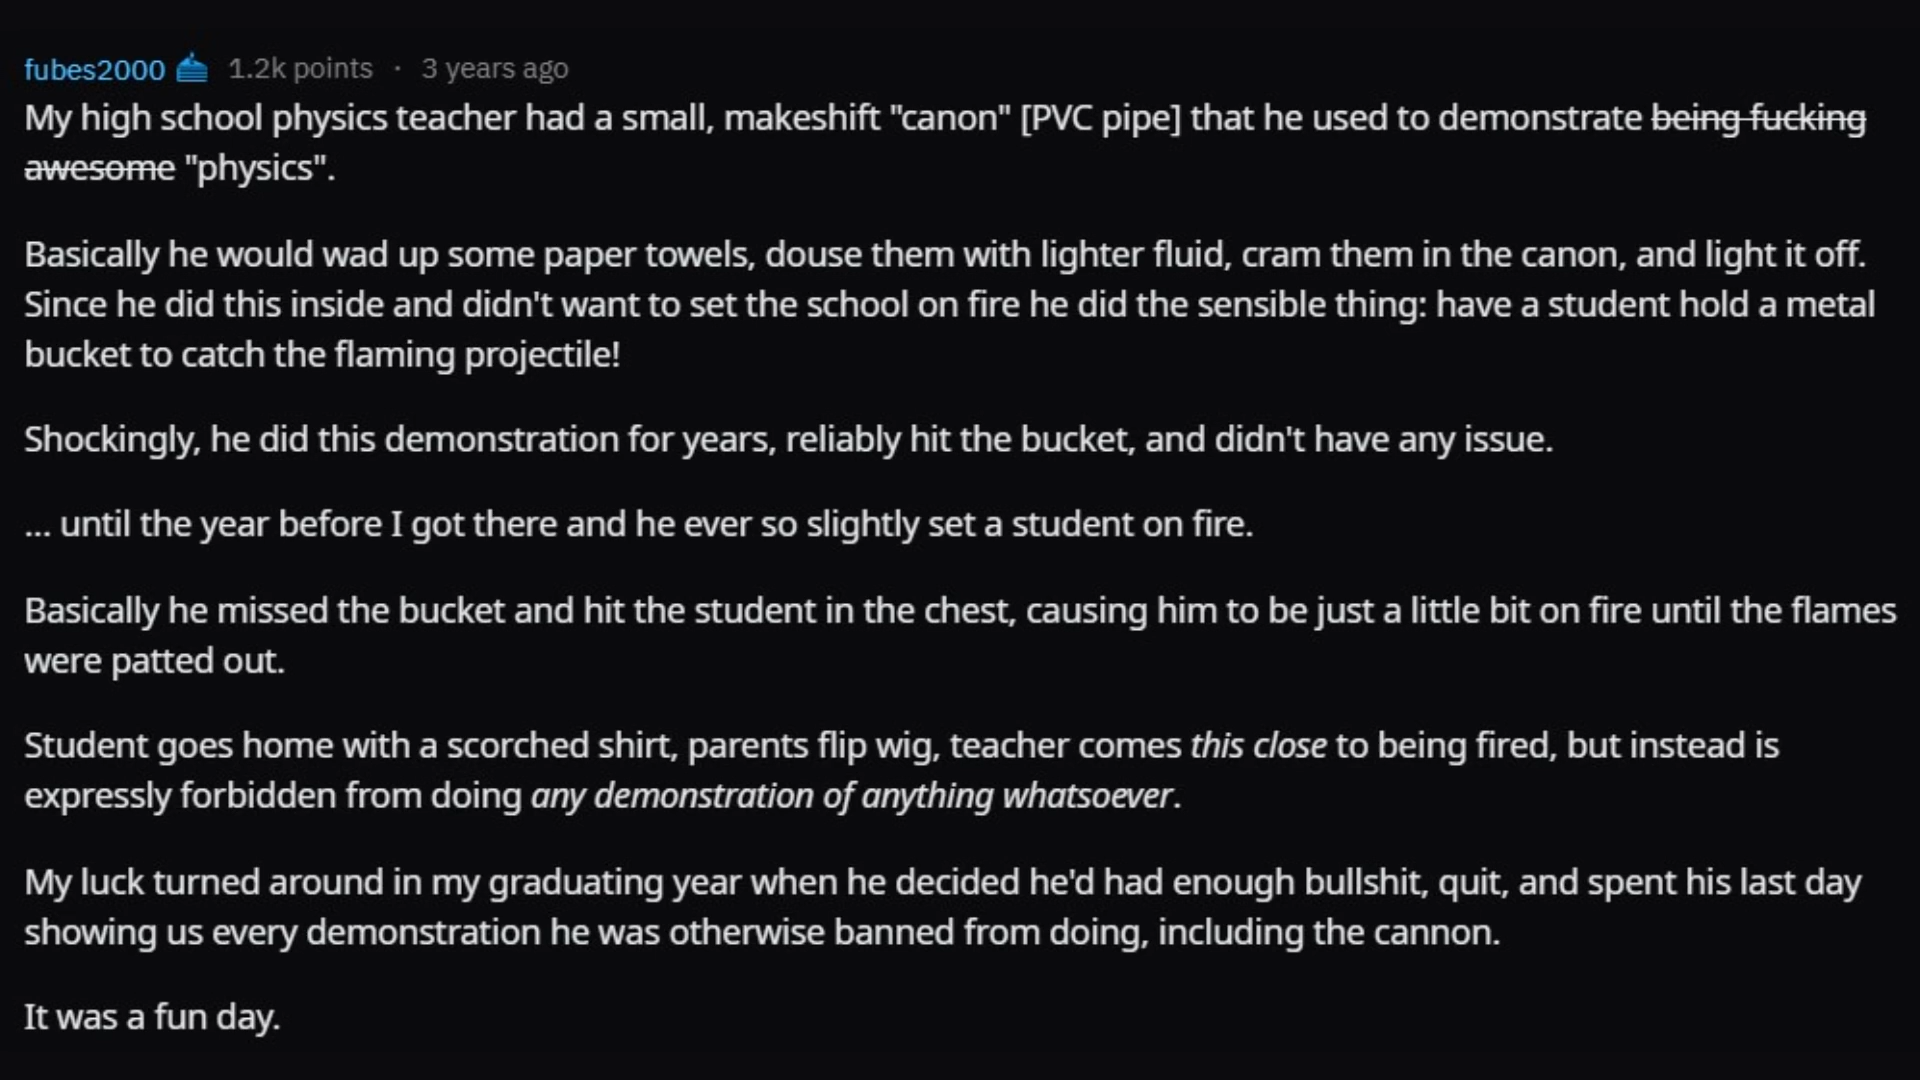 fubes2000 1.2k points · 3 years ago
My high school physics teacher had a small, makeshift "canon" [PVC pipe] that he used to demonstrate being fucking
awesome "physics".
Basically he would wad up some paper towels, douse them with lighter fluid, cram them in the canon, and light it off.
Since he did this inside and didn't want to set the school on fire he did the sensible thing: have a student hold a metal
bucket to catch the flaming projectile!
Shockingly, he did this demonstration for years, reliably hit the bucket, and didn't have any issue.
... until the year before I got there and he ever so slightly set a student on fire.
Basically he missed the bucket and hit the student in the chest, causing him to be just a little bit on fire until the flames
were patted out.
Student goes home with a scorched shirt, parents flip wig, teacher comes this close to being fired, but instead is
expressly forbidden from doing any demonstration of anything whatsoever.
My luck turned around in my graduating year when he decided he'd had enough bullshit, quit, and spent his last day
showing us every demonstration he was otherwise banned from doing, including the cannon.
It was a fun day.